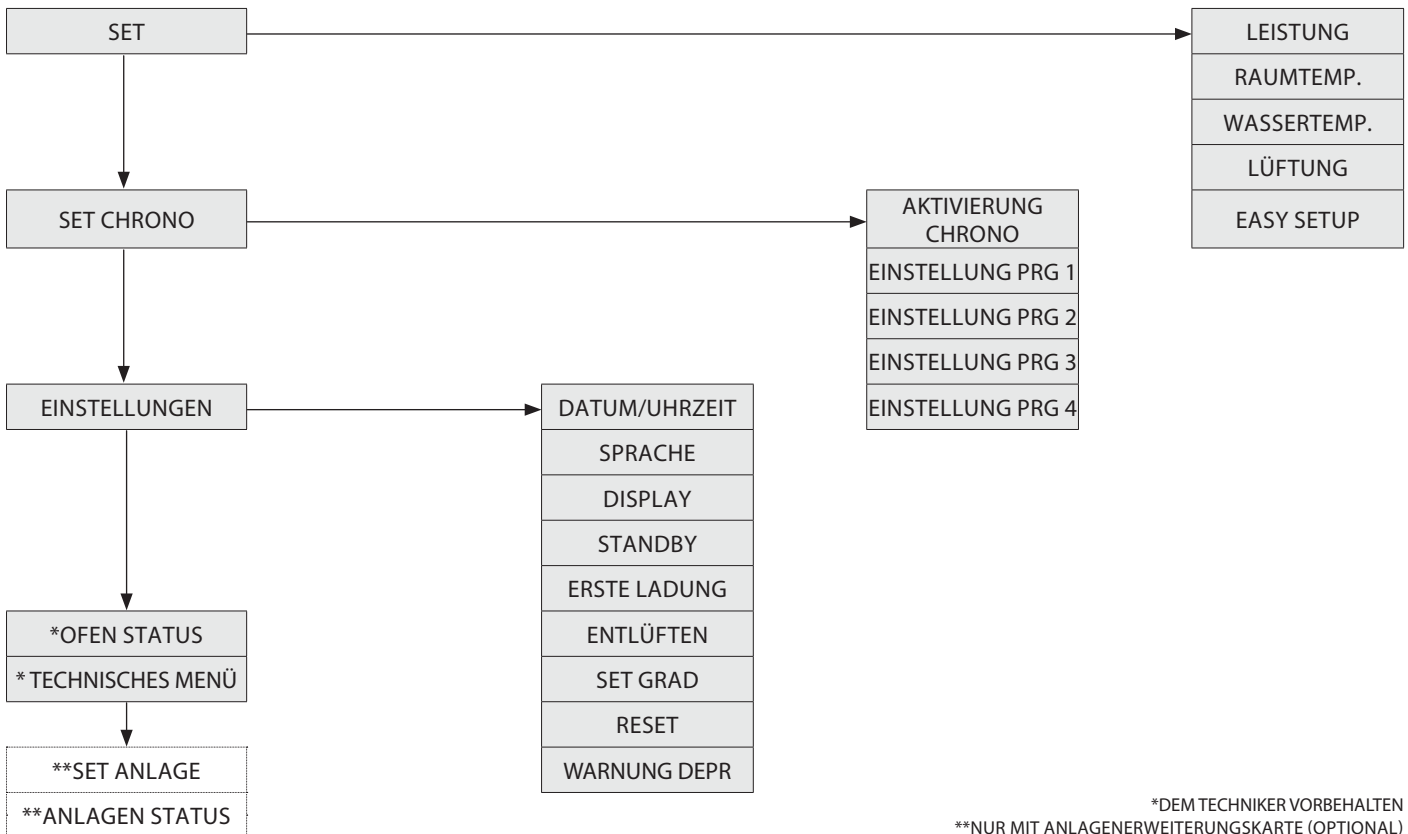 SET
LEISTUNG
RAUMTEMP.
WASSERTEMP.
LÜFTUNG
EASY SETUP
SET CHRONO
AKTIVIERUNG
CHRONO
EINSTELLUNG PRG 1
EINSTELLUNG PRG 2
EINSTELLUNG PRG 3
EINSTELLUNG PRG 4
EINSTELLUNGEN
DATUM/UHRZEIT
SPRACHE
DISPLAY
STANDBY
ERSTE LADUNG
ENTLÜFTEN
SET GRAD
RESET
WARNUNG DEPR
*OFEN STATUS
* TECHNISCHES MENÜ
**SET ANLAGE
**ANLAGEN STATUS
*DEM TECHNIKER VORBEHALTEN
**NUR MIT ANLAGENERWEITERUNGSKARTE (OPTIONAL)